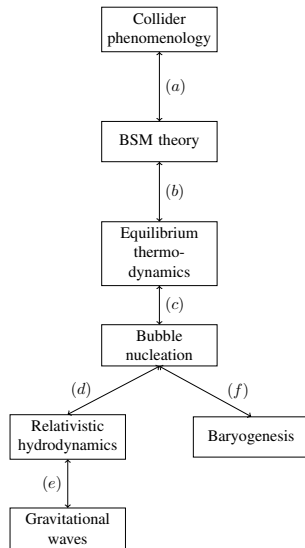 Collider
phenomenology
(a)
BSM theory
(b)
Equilibrium
thermo-
dynamics
(c)
Bubble
nucleation
(d)
(f)
Relativistic
hydrodynamics
Baryogenesis
(e)
Gravitational
waves